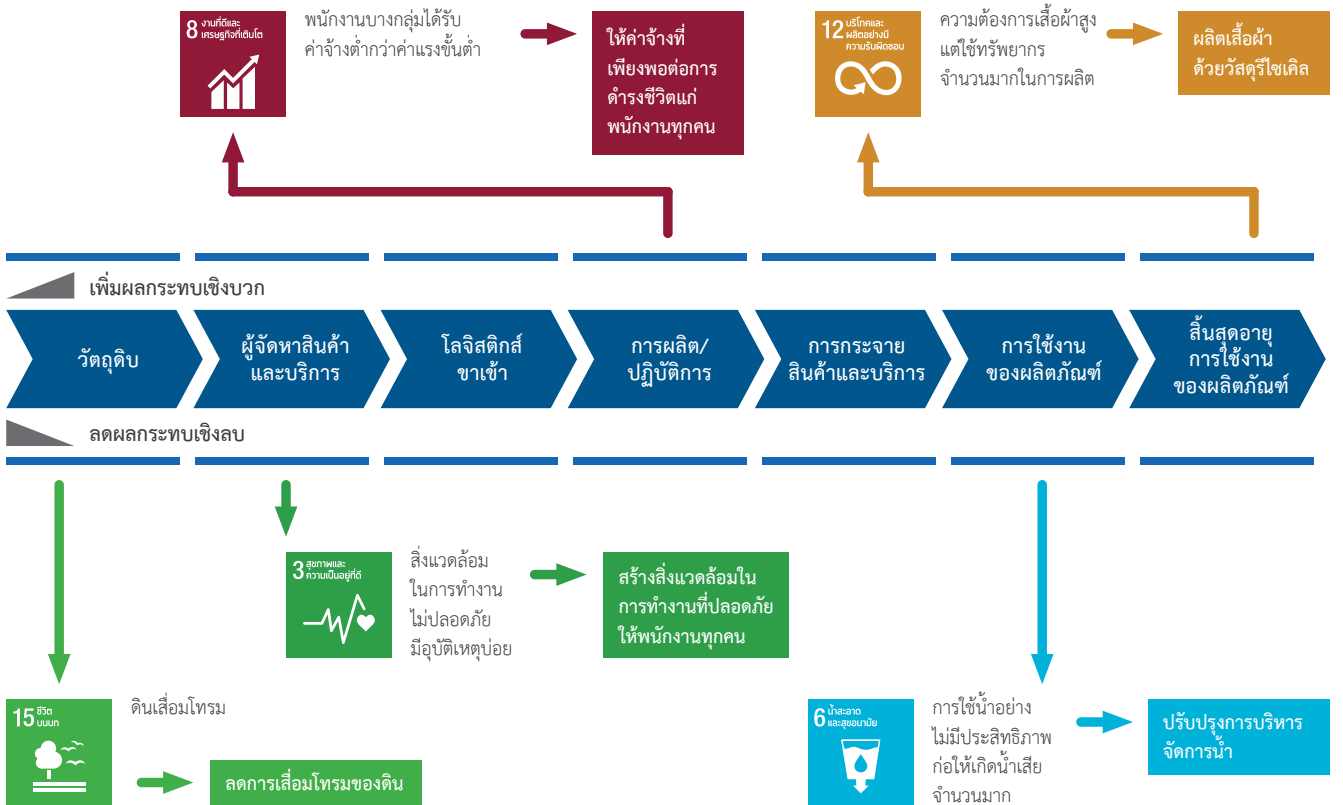 8 งานที่ดีและ
เศรษฐกิจที่เติบโต
พนักงานบางกลุ่มได้รับ
ค่าจ้างต่ำกว่าค่าแรงขั้นต่ำ
ให้ค่าจ้างที่
เพียงพอต่อการ
ดำรงชีวิตแก่
พนักงานทุกคน
12 บริโภคและ
ผลิตอย่างมี
ความรับผิดชอบ
ความต้องการเสื้อผ้าสูง
แต่ใช้ทรัพยากร
จำนวนมากในการผลิต
ผลิตเสื้อผ้า
ด้วยวัสดุรีไซเคิล
เพิ่มผลกระทบเชิงบวก
วัตถุดิบ
ผู้จัดหาสินค้า
และบริการ
โลจิสติกส์
ขาเข้า
การผลิต/
ปฏิบัติการ
การกระจาย
สินค้าและบริการ
การใช้งาน
ของผลิตภัณฑ์
สิ้นสุดอายุ
การใช้งาน
ของผลิตภัณฑ์
ลดผลกระทบเชิงลบ
3 สุขภาพและ
ความเป็นอยู่ที่ดี
สิ่งแวดล้อม
ในการทำงาน
ไม่ปลอดภัย
มีอุบัติเหตุบ่อย
สร้างสิ่งแวดล้อมใน
การทำงานที่ปลอดภัย
ให้พนักงานทุกคน
15 ชีวิต
บนบก
ดินเสื่อมโทรม
ลดการเสื่อมโทรมของดิน
6 น้ำสะอาด
และสุขอนามัย
การใช้น้ำอย่าง
ไม่มีประสิทธิภาพ
ก่อให้เกิดน้ำเสีย
จำนวนมาก
ปรับปรุงการบริหาร
จัดการน้ำ